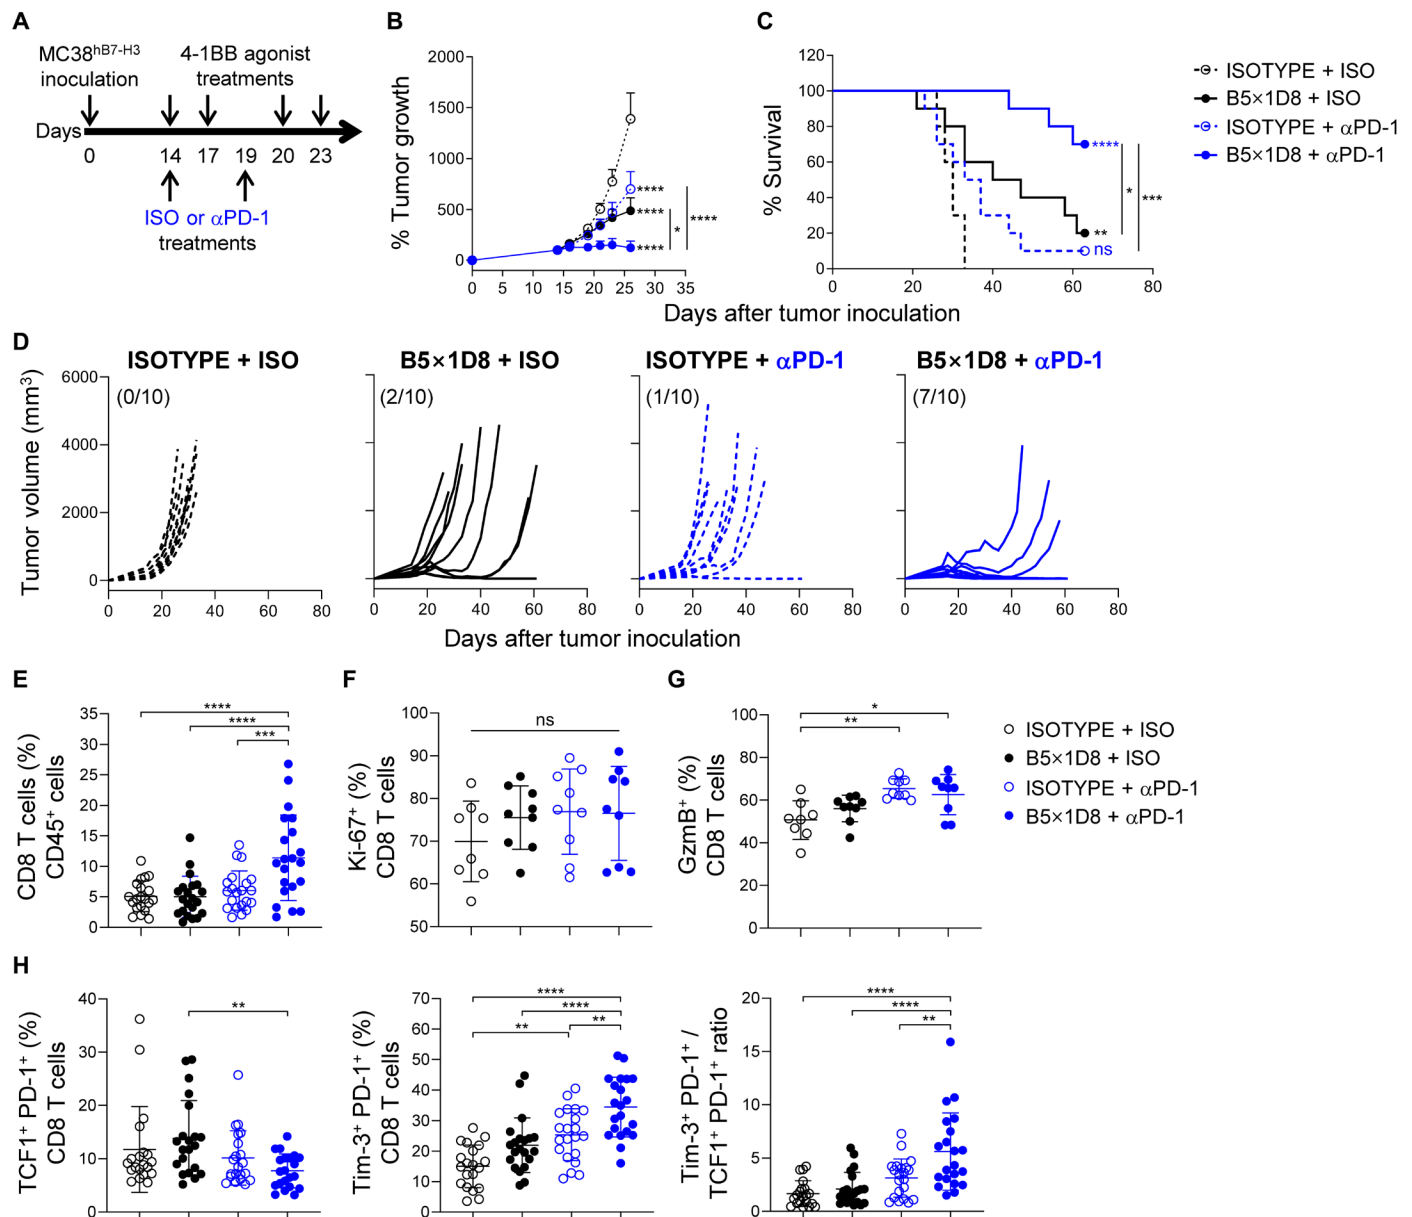 A
MC38hB7-H3
inoculation
4-1BB agonist
treatments
Days
0
14
17
19
20
23
ISO or αPD-1
treatments
B
% Tumor growth
2000
1500
1000
500
0
0
5
10
15
20
25
30
35
****
****
****
*
****
C
% Survival
120
100
80
60
40
20
0
0
20
40
60
80
****
**
ns
*
***
Days after tumor inoculation
ISOTYPE + ISO
B5×1D8 + ISO
ISOTYPE + αPD-1
B5×1D8 + αPD-1
D
ISOTYPE + ISO
B5×1D8 + ISO
ISOTYPE + αPD-1
B5×1D8 + αPD-1
(0/10)
(2/10)
(1/10)
(7/10)
Tumor volume (mm3)
6000
4000
2000
0
0 20 40 60 80
0 20 40 60 80
0 20 40 60 80
0 20 40 60 80
Days after tumor inoculation
E
CD8 T cells (%)
CD45+ cells
35
30
25
20
15
10
5
0
****
****
***
F
Ki-67+ (%)
CD8 T cells
100
90
80
70
60
50
ns
G
GzmB+ (%)
CD8 T cells
100
80
60
40
20
0
*
**
ISOTYPE + ISO
B5×1D8 + ISO
ISOTYPE + αPD-1
B5×1D8 + αPD-1
H
TCF1+ PD-1+ (%)
CD8 T cells
40
30
20
10
0
**
Tim-3+ PD-1+ (%)
CD8 T cells
70
60
50
40
30
20
10
0
****
****
**
**
Tim-3+ PD-1+ /
TCF1+ PD-1+ ratio
20
15
10
5
0
****
****
**